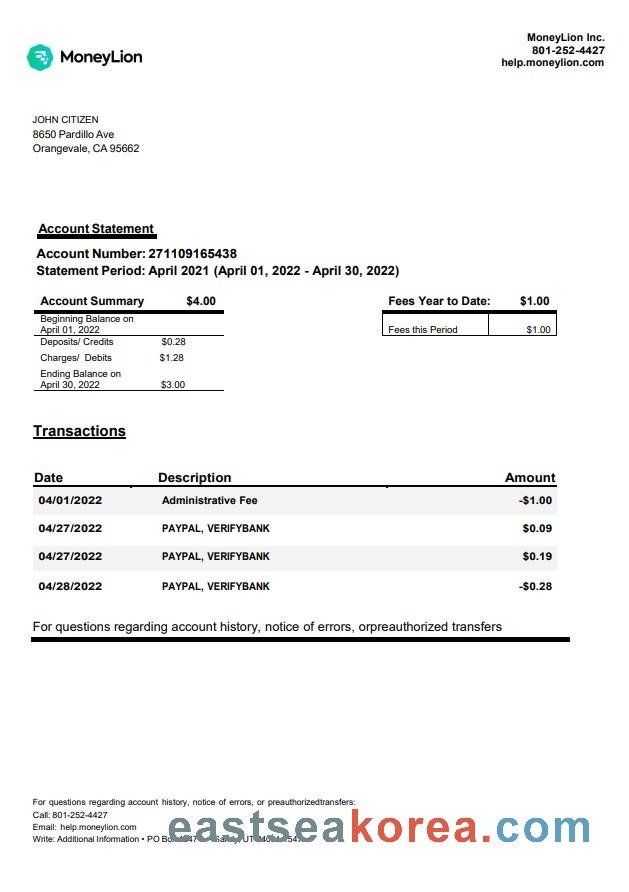 MoneyLion
MoneyLion Inc.
801-252-4427
help.moneylion.com
JOHN CITIZEN
8650 Pardillo Ave
Orangevale, CA 95662
Account Statement
Account Number: 271109165438
Statement Period: April 2021 (April 01, 2022 - April 30, 2022)
Account Summary $4.00
Beginning Balance on
April 01, 2022
Deposits/ Credits $0.28
Charges/ Debits $1.28
Ending Balance on
April 30, 2022 $3.00
Fees Year to Date: $1.00
Fees this Period $1.00
Transactions
Date Description Amount
04/01/2022 Administrative Fee -$1.00
04/27/2022 PAYPAL, VERIFYBANK $0.09
04/27/2022 PAYPAL, VERIFYBANK $0.19
04/28/2022 PAYPAL, VERIFYBANK -$0.28
For questions regarding account history, notice of errors, orpreauthorized transfers
For questions regarding account history, notice of errors, or preauthorizedtransfers:
Call: 801-252-4427
Email: help.moneylion.com
Write: Additional Information • PO Box
eastseakorea.com